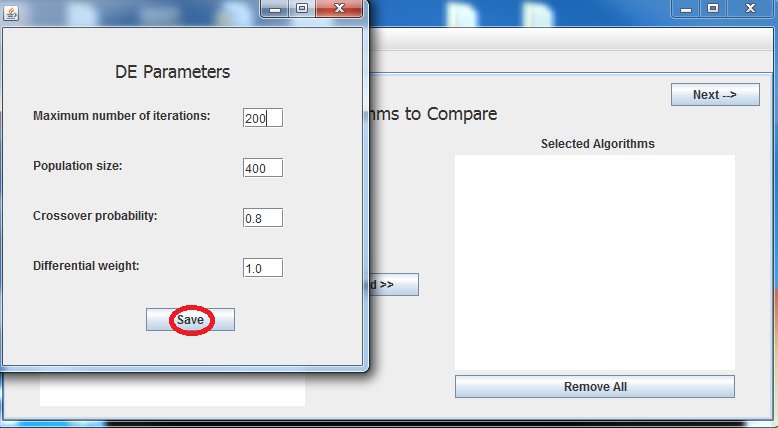 DE Parameters
Maximum number of iterations: 200
Population size: 400
Crossover probability: 0.8
Differential weight: 1.0
Save
Next -->
to Compare
Selected Algorithms
>>
Remove All